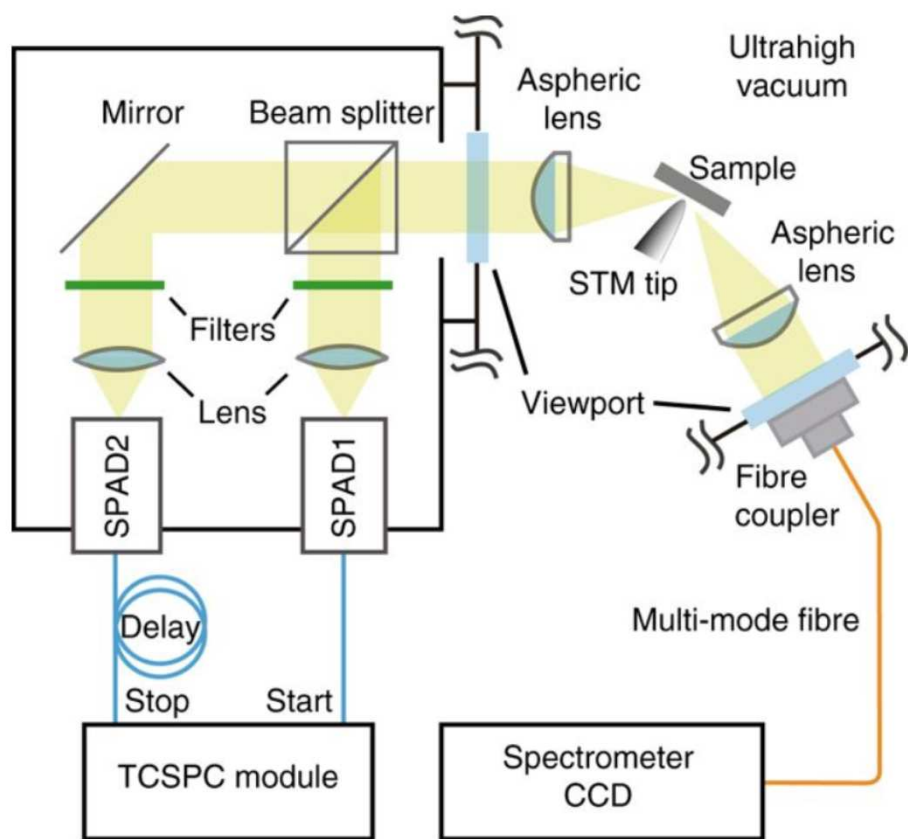 Ultrahigh
vacuum
Aspheric
lens
Mirror
Beam splitter
Sample
Aspheric
lens
STM tip
Filters
Lens
Viewport
SPAD2
SPAD1
Fibre
coupler
Delay
Multi-mode fibre
Stop
Start
TCSPC module
Spectrometer
CCD